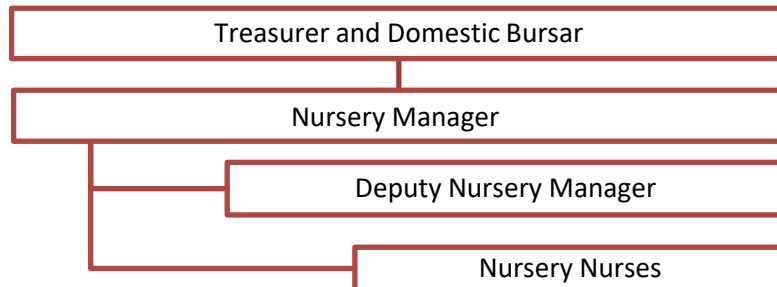 Treasurer and Domestic Bursar
Nursery Manager
Deputy Nursery Manager
Nursery Nurses